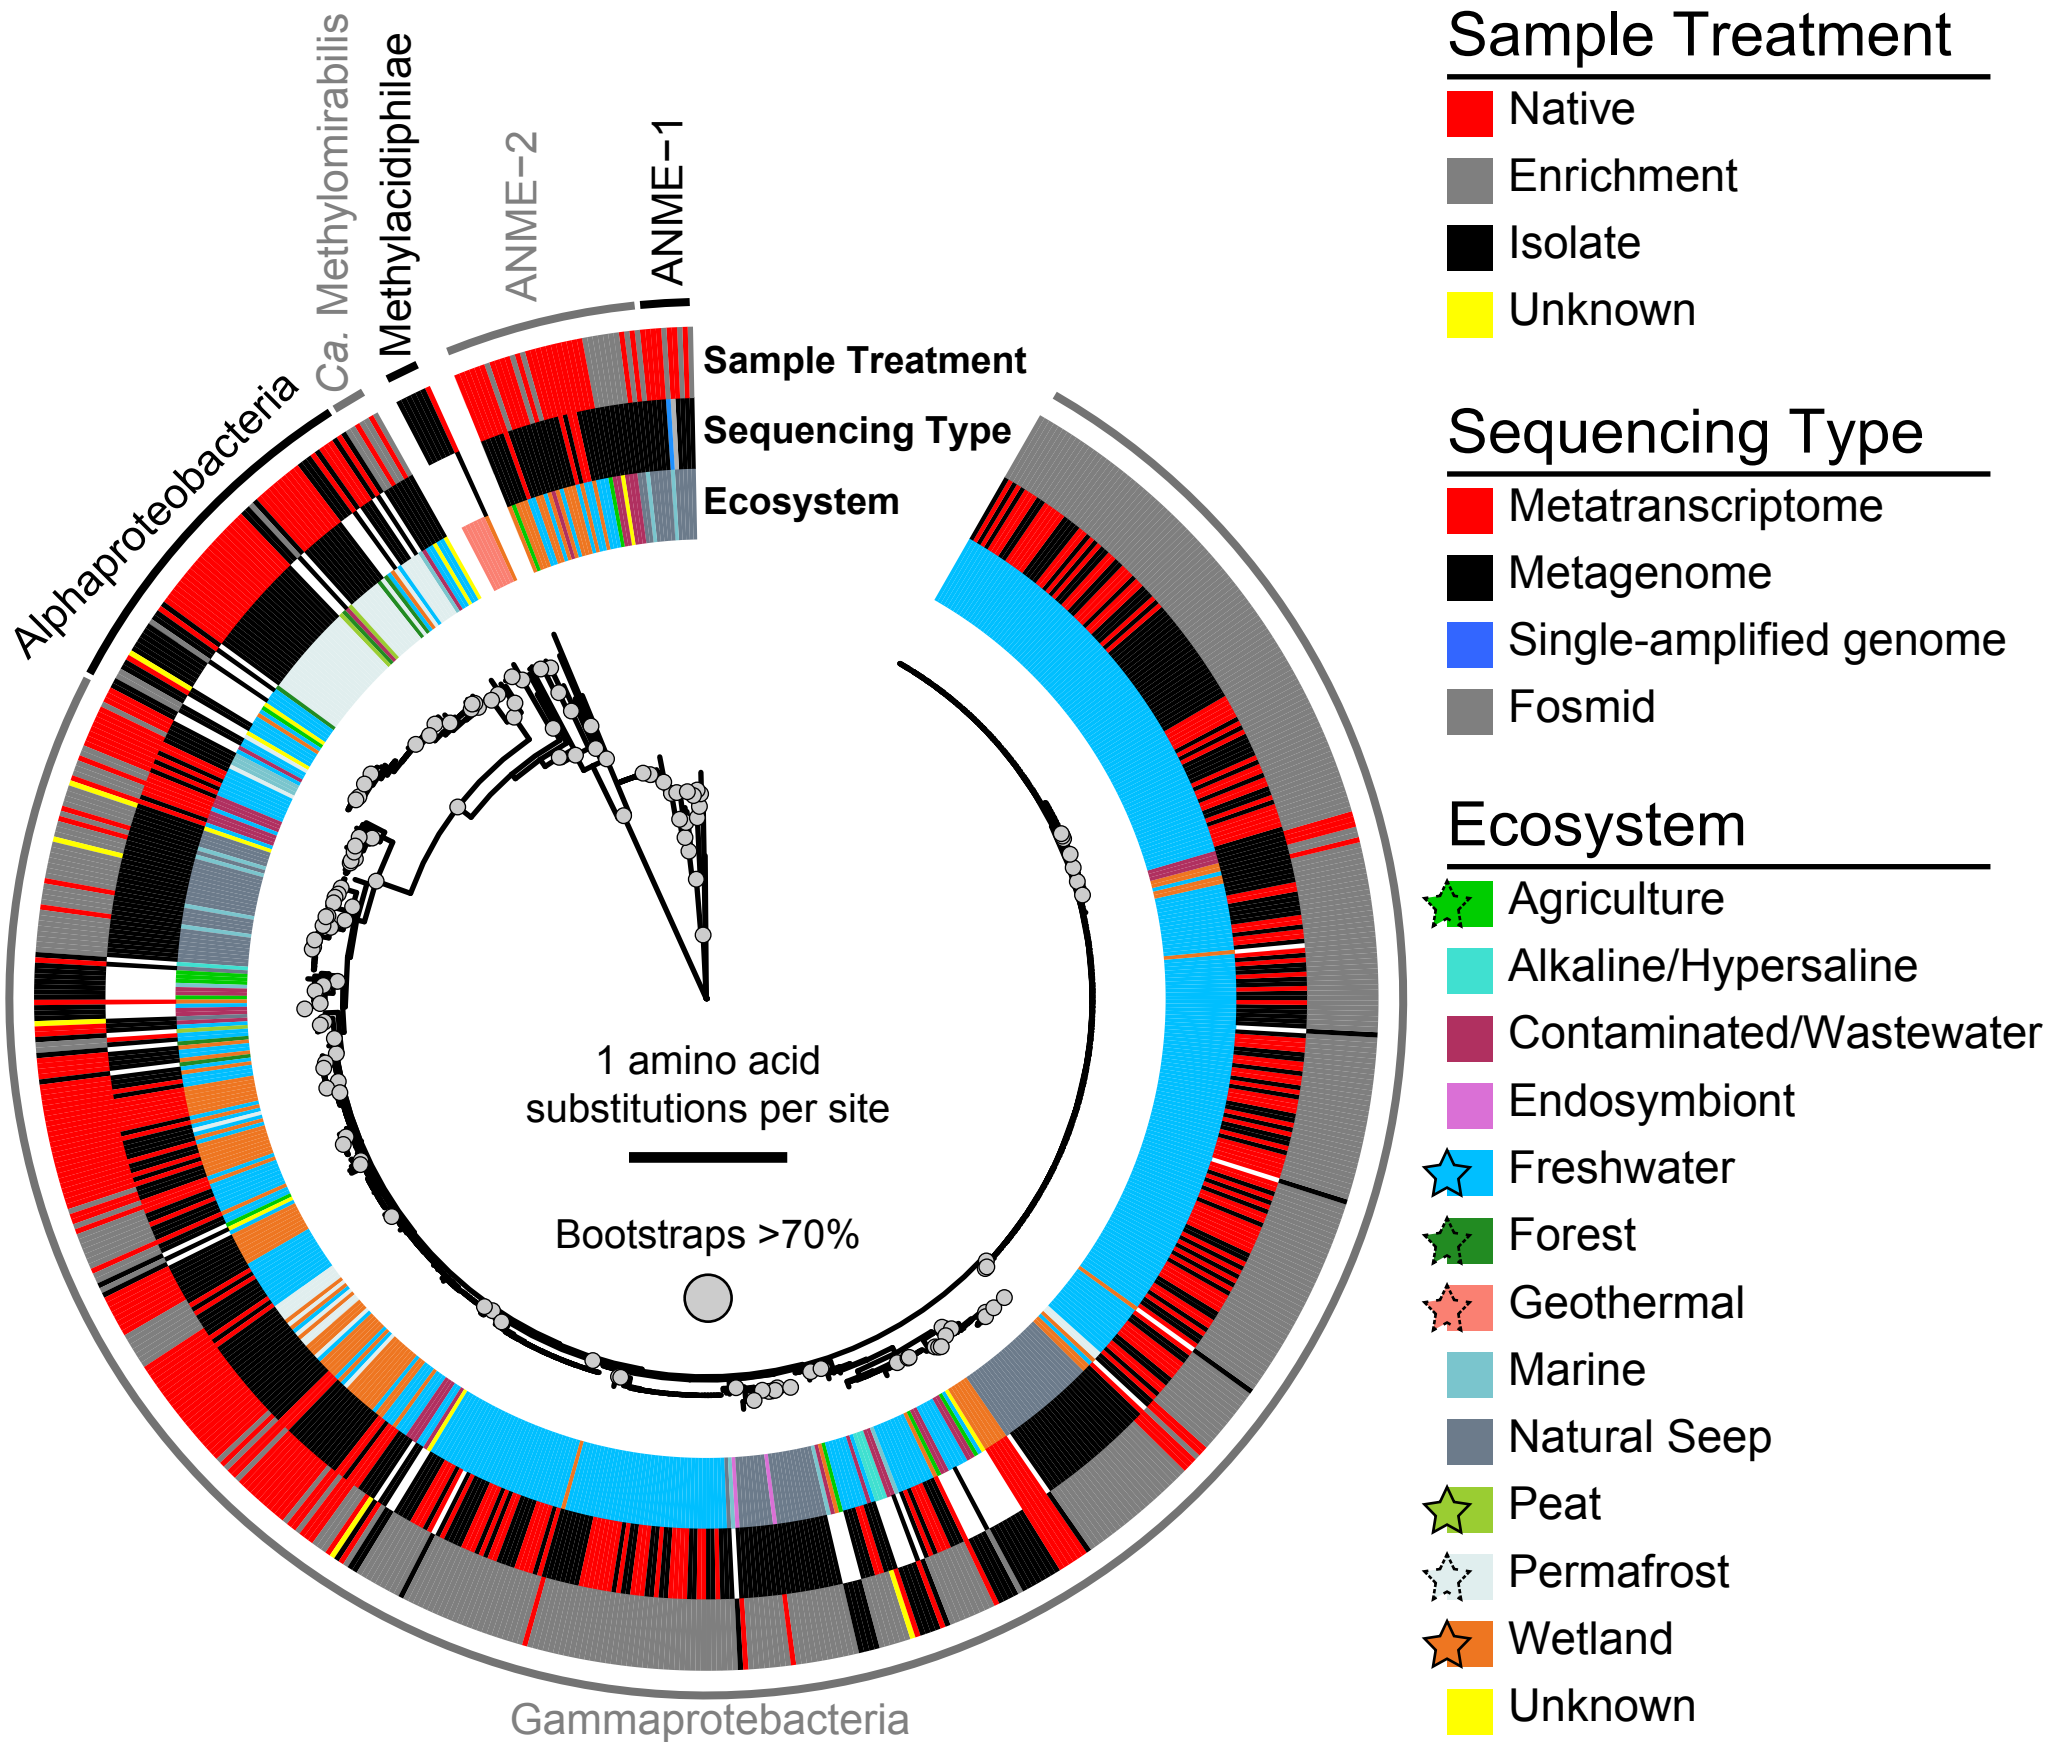 Ca. Methylomirabilis
Methylacidiphilae
ANME−2
ANME−1
Alphaproteobacteria
Sample Treatment
Sequencing Type
Ecosystem
1 amino acid
substitutions per site
Bootstraps >70%
Gammaprotebacteria
Sample Treatment
Native
Enrichment
Isolate
Unknown
Sequencing Type
Metatranscriptome
Metagenome
Single-amplified genome
Fosmid
Ecosystem
Agriculture
Alkaline/Hypersaline
Contaminated/Wastewater
Endosymbiont
Freshwater
Forest
Geothermal
Marine
Natural Seep
Peat
Permafrost
Wetland
Unknown